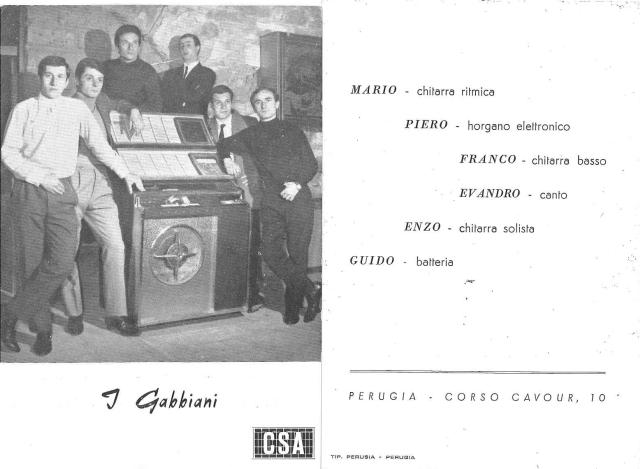 I Gabbiani
CSA
MARIO - chitarra ritmica
PIERO - horgano elettronico
FRANCO - chitarra basso
EVANDRO - canto
ENZO - chitarra solista
GUIDO - batteria
PERUGIA - CORSO CAVOUR, 10
TIP. PERUSIA - PERUGIA